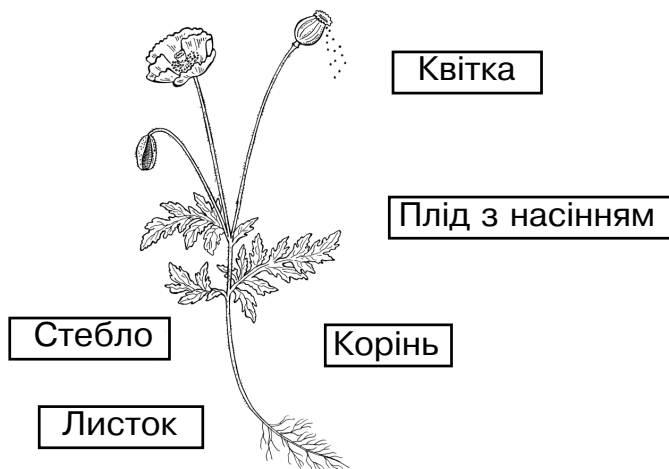 Квітка
Плід з насінням
Стебло
Корінь
Листок